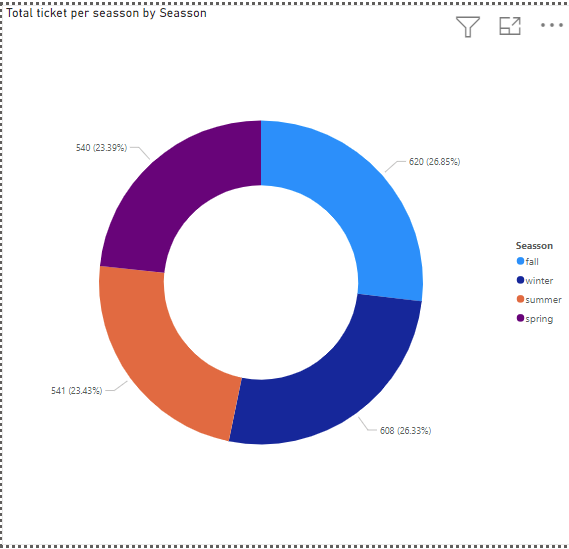 Total ticket per seasson by Seasson
540 (23.39%)
620 (26.85%)
Seasson
fall
winter
summer
spring
541 (23.43%)
608 (26.33%)